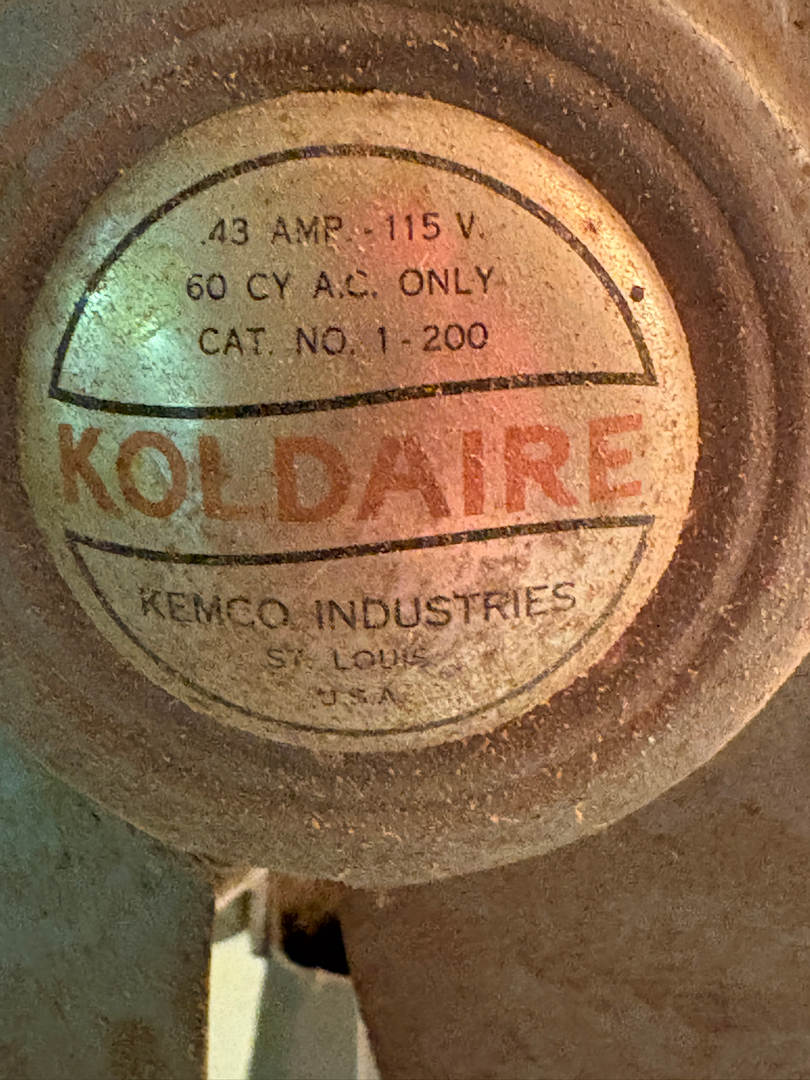 .43 AMP. - 115 V.
60 CY A.C. ONLY
CAT. NO. 1 - 200
KOLDAIRE
KEMCO INDUSTRIES
ST. LOUIS
U.S.A.